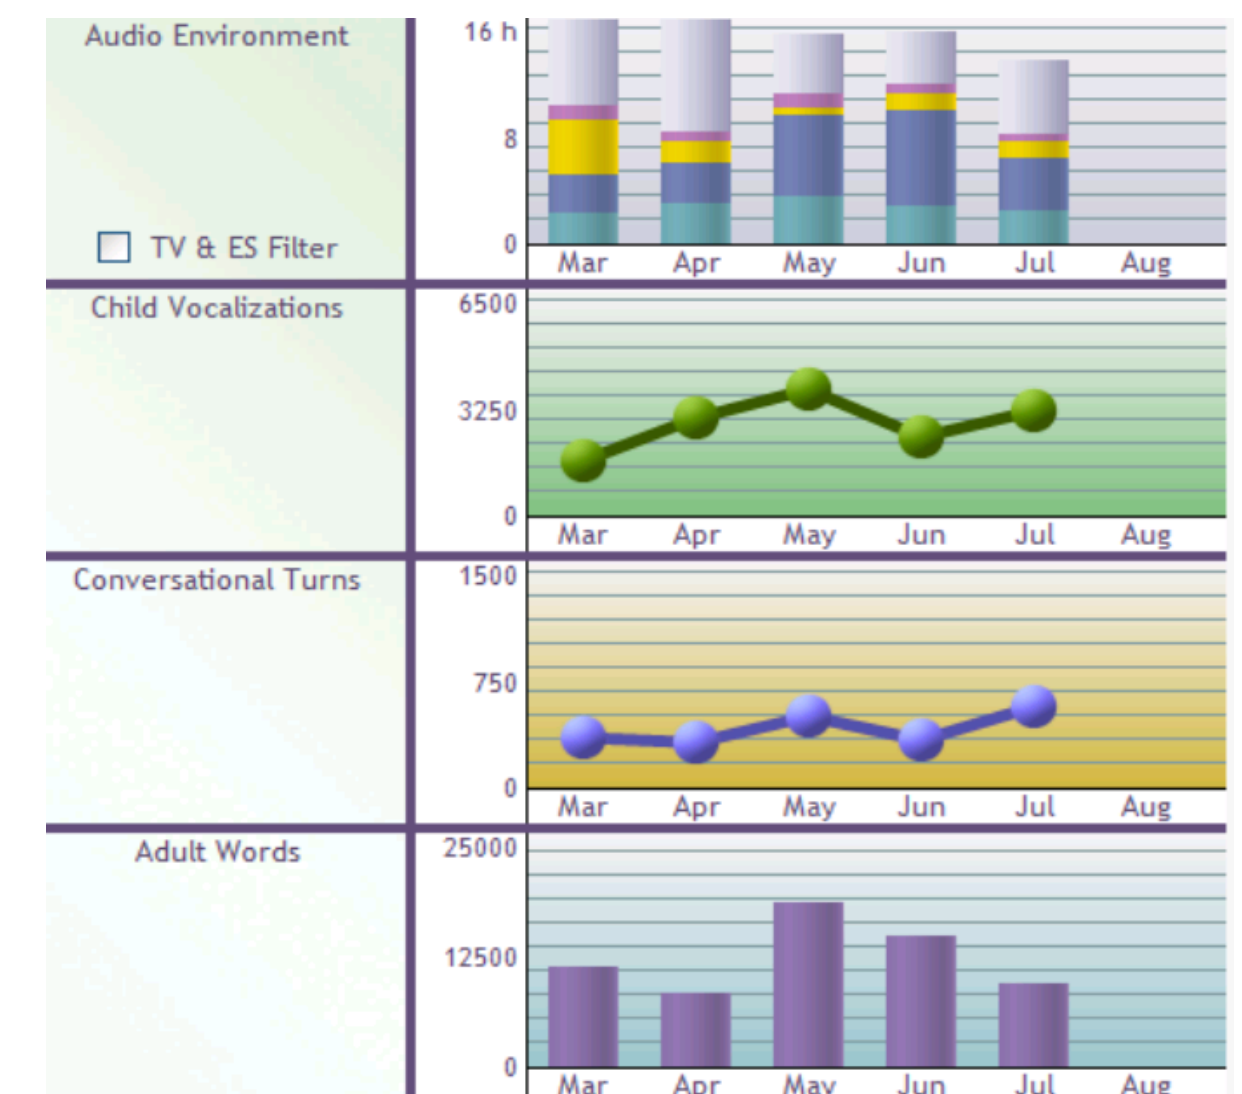 Audio Environment
16 h
8
0
TV & ES Filter
Mar Apr May Jun Jul Aug
Child Vocalizations
6500
3250
0
Mar Apr May Jun Jul Aug
Conversational Turns
1500
750
0
Mar Apr May Jun Jul Aug
Adult Words
25000
12500
0
Mar Apr May Jun Jul Aug